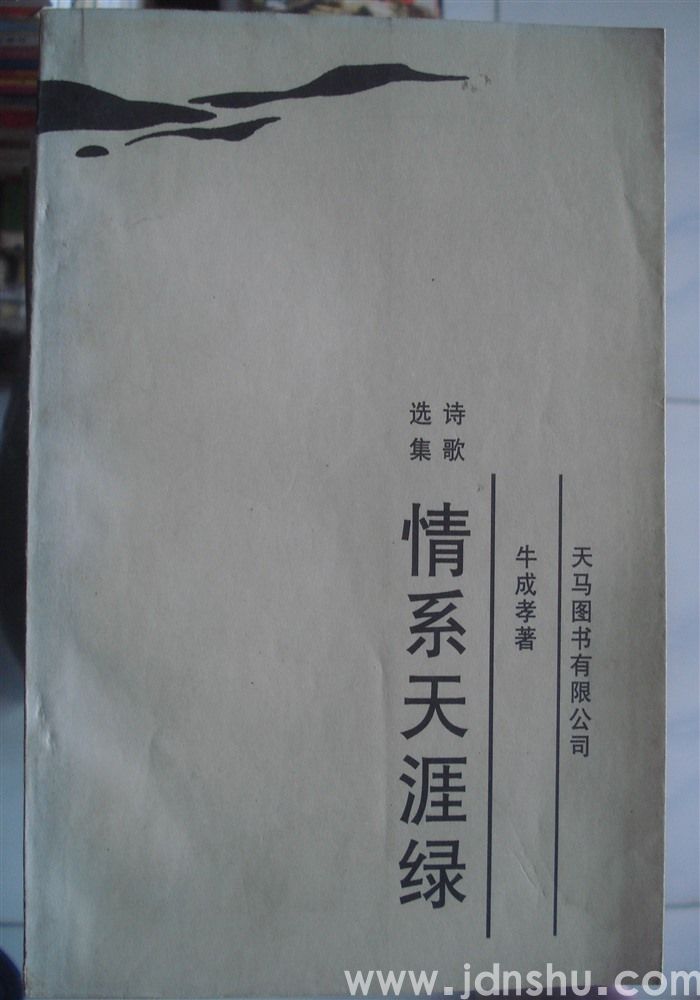 诗歌
选集
情系天涯绿
牛成孝著
天马图书有限公司
www.jdnshu.com